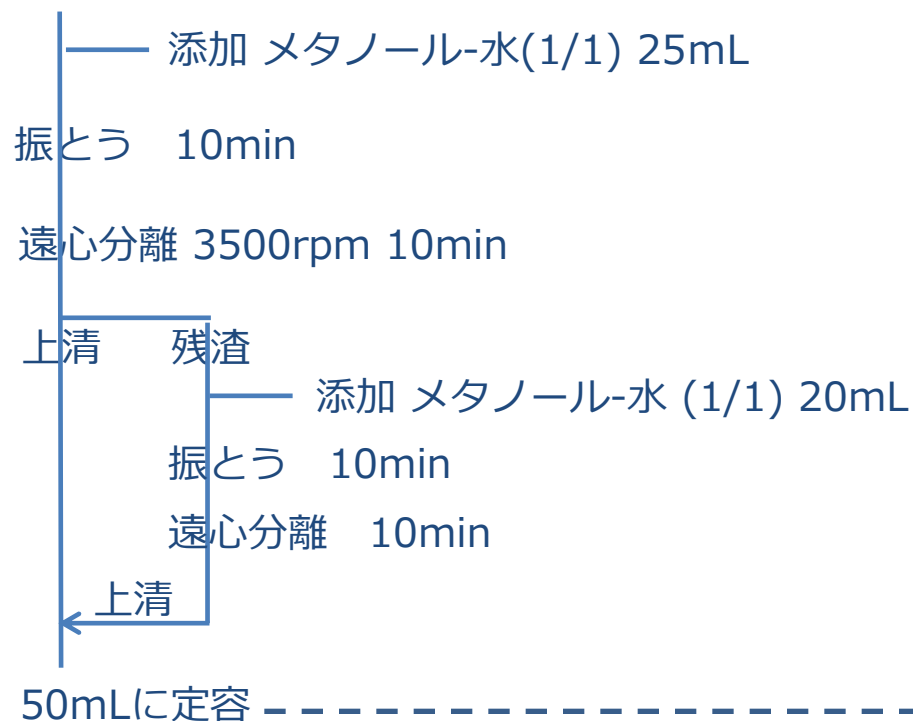 添加 メタノール-水(1/1) 25mL
振とう　10min
遠心分離 3500rpm 10min
上清　残渣
添加 メタノール-水 (1/1) 20mL
振とう　10min
遠心分離　10min
上清
50mLに定容